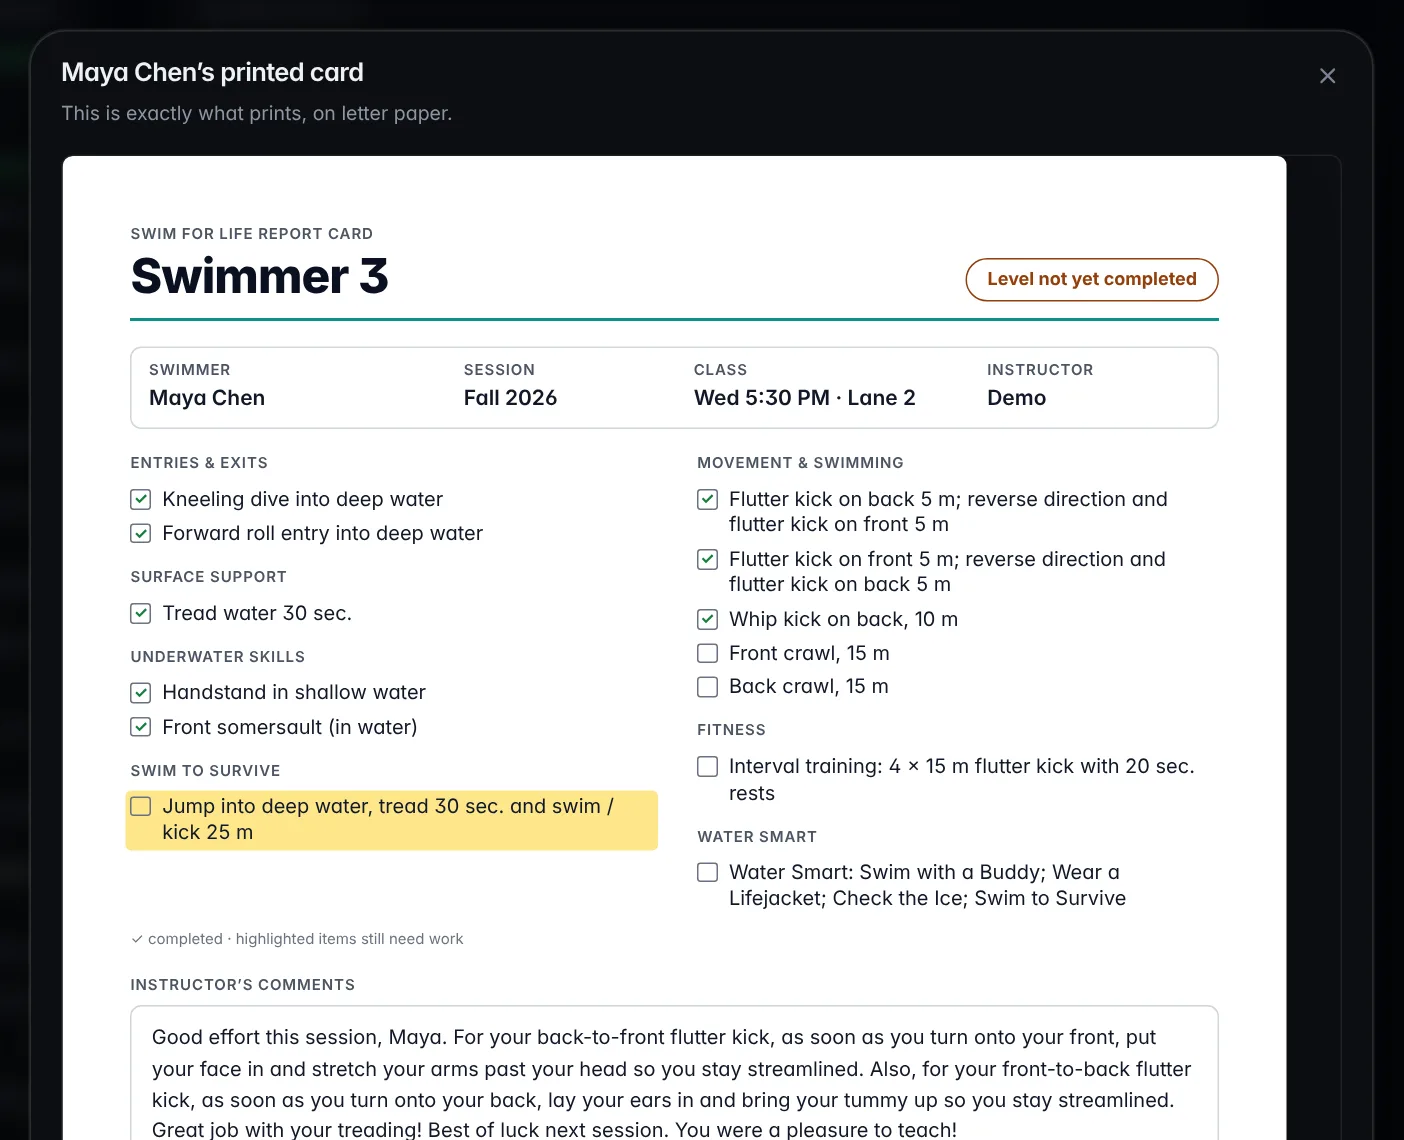 Maya Chen’s printed card
This is exactly what prints, on letter paper.
SWIM FOR LIFE REPORT CARD
Swimmer 3
Level not yet completed
SWIMMER
Maya Chen
SESSION
Fall 2026
CLASS
Wed 5:30 PM · Lane 2
INSTRUCTOR
Demo
ENTRIES & EXITS
Kneeling dive into deep water
Forward roll entry into deep water
SURFACE SUPPORT
Tread water 30 sec.
UNDERWATER SKILLS
Handstand in shallow water
Front somersault (in water)
SWIM TO SURVIVE
Jump into deep water, tread 30 sec. and swim /
kick 25 m
MOVEMENT & SWIMMING
Flutter kick on back 5 m; reverse direction and
flutter kick on front 5 m
Flutter kick on front 5 m; reverse direction and
flutter kick on back 5 m
Whip kick on back, 10 m
Front crawl, 15 m
Back crawl, 15 m
FITNESS
Interval training: 4 × 15 m flutter kick with 20 sec.
rests
WATER SMART
Water Smart: Swim with a Buddy; Wear a
Lifejacket; Check the Ice; Swim to Survive
✓ completed · highlighted items still need work
INSTRUCTOR’S COMMENTS
Good effort this session, Maya. For your back-to-front flutter kick, as soon as you turn onto your front, put
your face in and stretch your arms past your head so you stay streamlined. Also, for your front-to-back flutter
kick, as soon as you turn onto your back, lay your ears in and bring your tummy up so you stay streamlined.
Great job with your treading! Best of luck next session. You were a pleasure to teach!